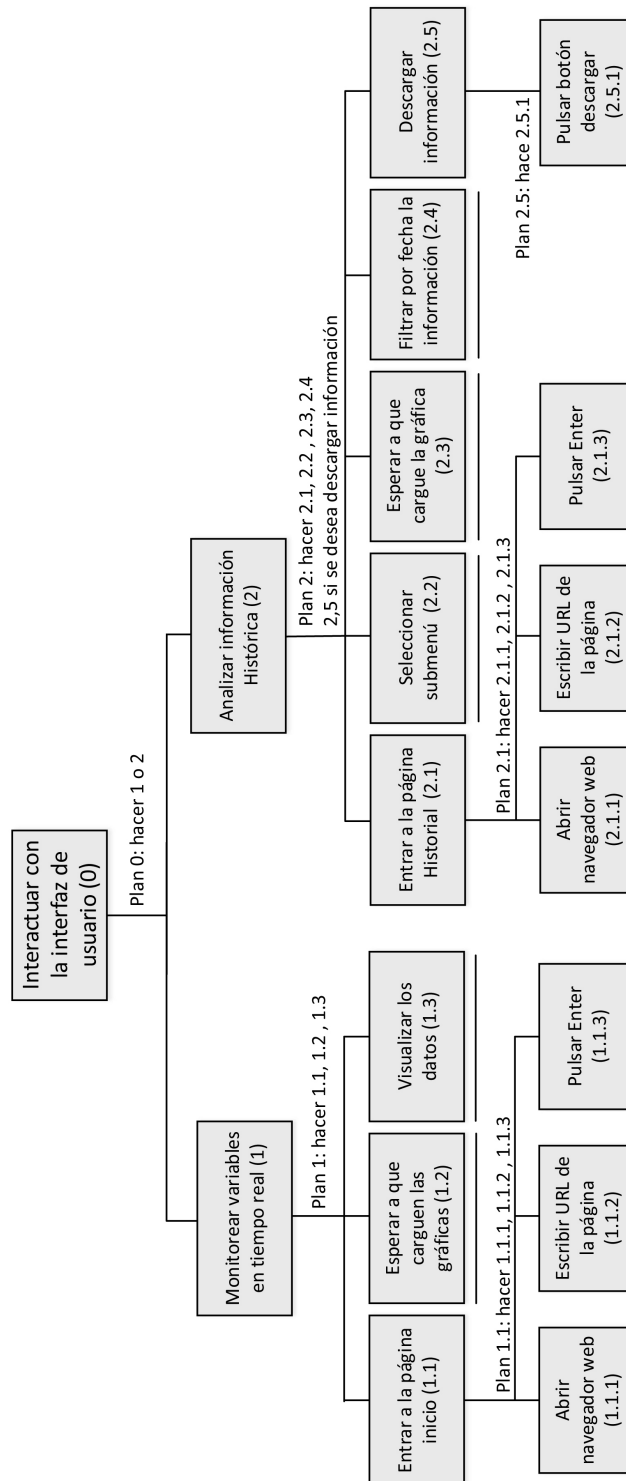 Interactuar con
la interfaz de
usuario (0)
Plan 0: hacer 1 o 2
Monitorear variables
en tiempo real (1)
Analizar información
Histórica (2)
Plan 1: hacer 1.1, 1.2 , 1.3
Plan 2: hacer 2.1, 2.2 , 2.3, 2.4
2,5 si se desea descargar información
Entrar a la página
inicio (1.1)
Esperar a que
carguen las
gráficas (1.2)
Visualizar los
datos (1.3)
Entrar a la página
Historial (2.1)
Seleccionar
submenú (2.2)
Esperar a que
cargue la gráfica
(2.3)
Filtrar por fecha la
información (2.4)
Descargar
información (2.5)
Plan 1.1: hacer 1.1.1, 1.1.2 , 1.1.3
Plan 2.1: hacer 2.1.1, 2.1.2 , 2.1.3
Plan 2.5: hace 2.5.1
Abrir
navegador web
(1.1.1)
Escribir URL de
la página
(1.1.2)
Pulsar Enter
(1.1.3)
Abrir
navegador web
(2.1.1)
Escribir URL de
la página
(2.1.2)
Pulsar Enter
(2.1.3)
Pulsar botón
descargar
(2.5.1)